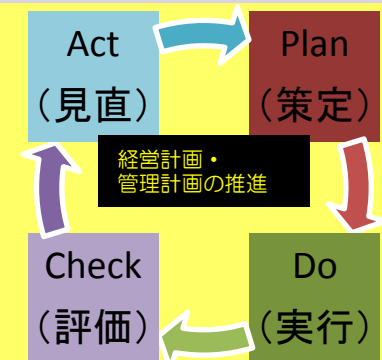 Act
（見直）
Plan
（策定）
経営計画・
管理計画の推進
Check
（評価）
Do
（実行）